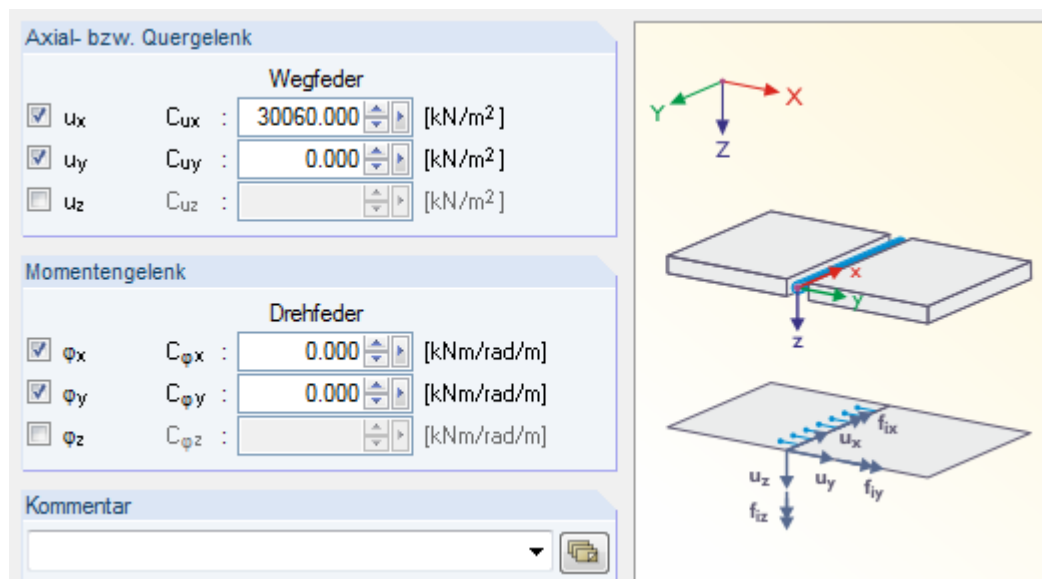 Axial- bzw. Quergelenk
Wegfeder
ux Cux : 30060.000 [kN/m²]
uy Cuy : 0.000 [kN/m²]
uz Cuz : [kN/m²]
Momentengelenk
Drehfeder
φx Cφx : 0.000 [kNm/rad/m]
φy Cφy : 0.000 [kNm/rad/m]
φz Cφz : [kNm/rad/m]
Kommentar
Y X
Z
x
y
z
fix
ux
uz uy fiy
fiz